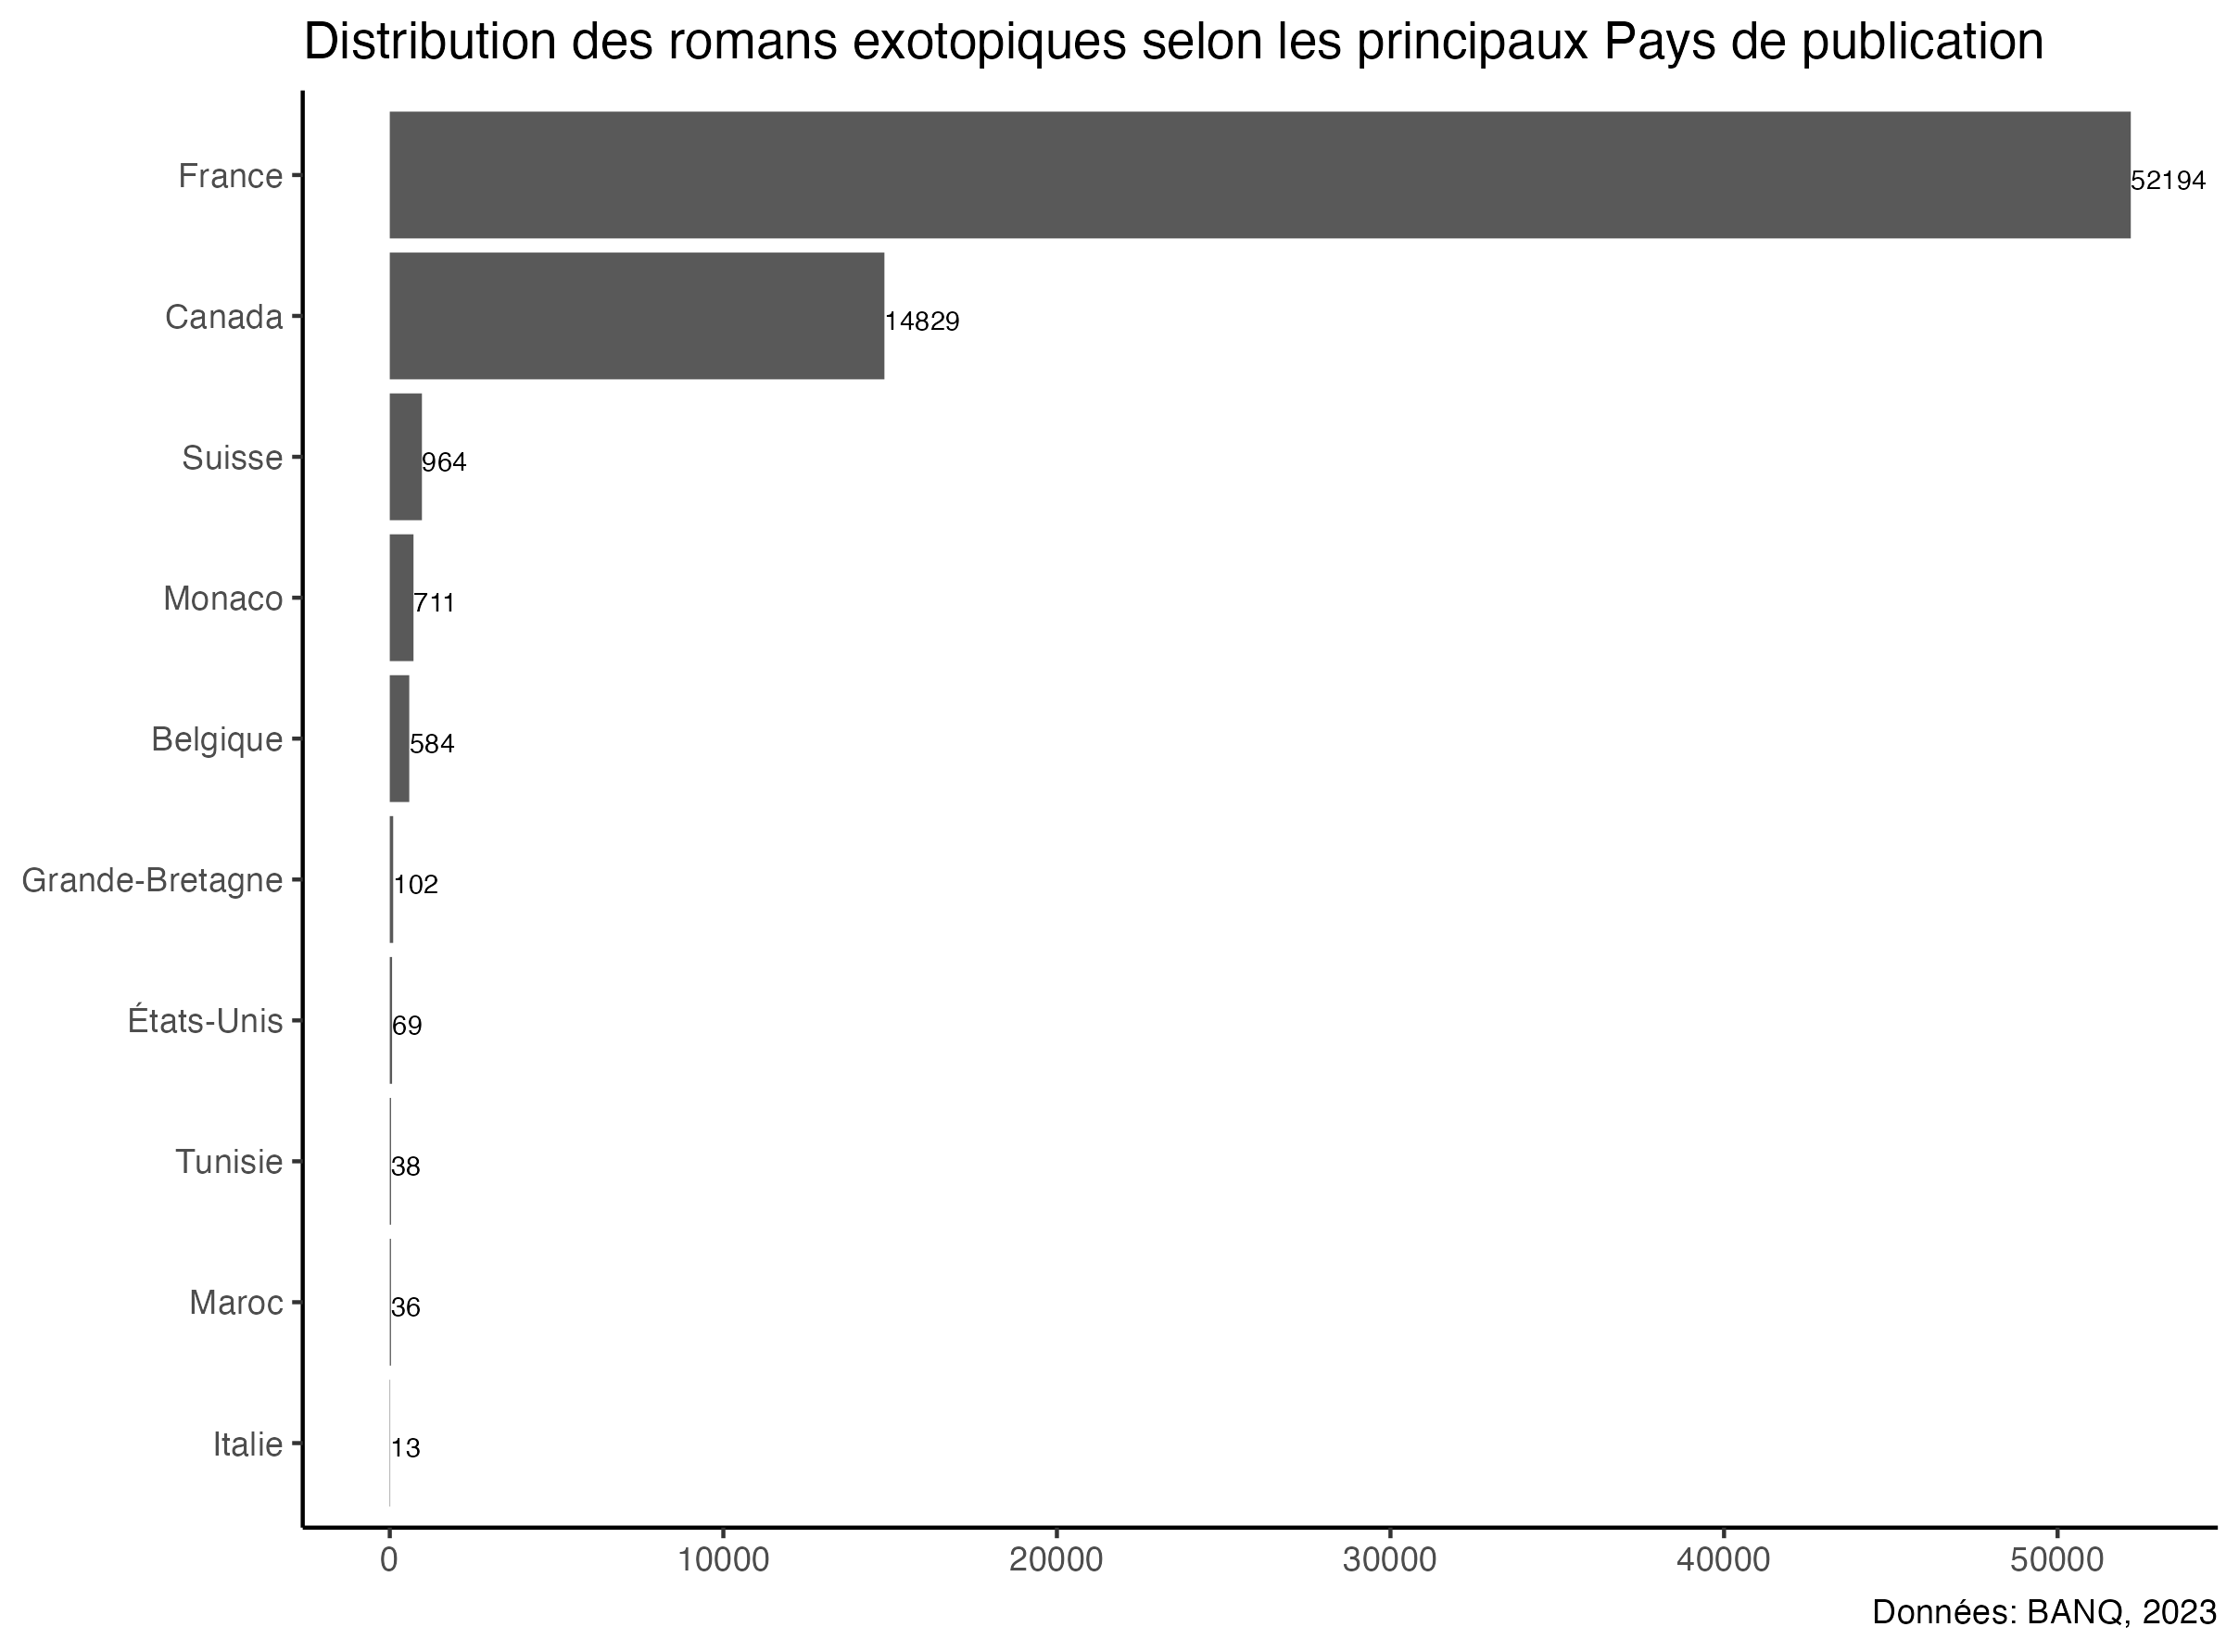 Distribution des romans exotopiques selon les principaux Pays de publication
France 52194
Canada 14829
Suisse 964
Monaco 711
Belgique 584
Grande-Bretagne 102
États-Unis 69
Tunisie 38
Maroc 36
Italie 13
0 10000 20000 30000 40000 50000
Données: BANQ, 2023